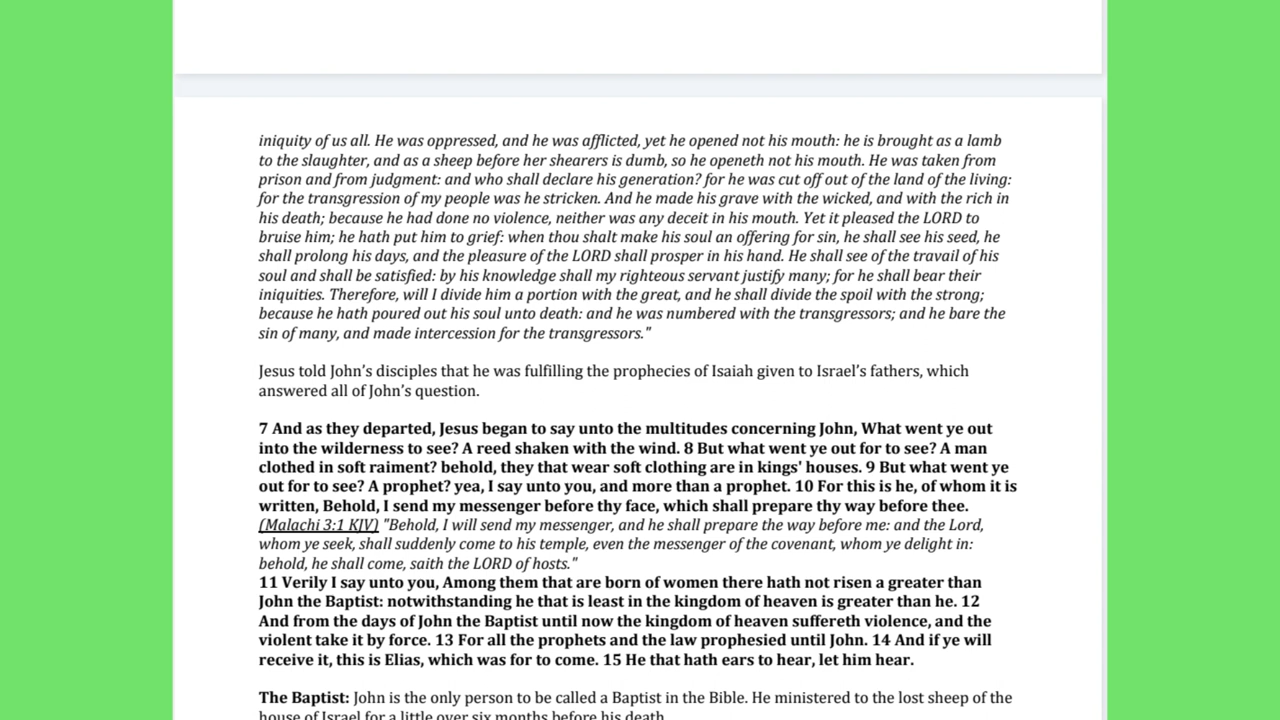 iniquity of us all. He was oppressed, and he was afflicted, yet he opened not his mouth: he is brought as a lamb
to the slaughter, and as a sheep before her shearers is dumb, so he openeth not his mouth. He was taken from
prison and from judgment: and who shall declare his generation? for he was cut off out of the land of the living:
for the transgression of my people was he stricken. And he made his grave with the wicked, and with the rich in
his death; because he had done no violence, neither was any deceit in his mouth. Yet it pleased the LORD to
bruise him; he hath put him to grief: when thou shalt make his soul an offering for sin, he shall see his seed, he
shall prolong his days, and the pleasure of the LORD shall prosper in his hand. He shall see of the travail of his
soul and shall be satisfied: by his knowledge shall my righteous servant justify many; for he shall bear their
iniquities. Therefore, will I divide him a portion with the great, and he shall divide the spoil with the strong;
because he hath poured out his soul unto death: and he was numbered with the transgressors; and he bare the
sin of many, and made intercession for the transgressors."
Jesus told John’s disciples that he was fulfilling the prophecies of Isaiah given to Israel’s fathers, which
answered all of John’s question.
7 And as they departed, Jesus began to say unto the multitudes concerning John, What went ye out
into the wilderness to see? A reed shaken with the wind. 8 But what went ye out for to see? A man
clothed in soft raiment? behold, they that wear soft clothing are in kings' houses. 9 But what went ye
out for to see? A prophet? yea, I say unto you, and more than a prophet. 10 For this is he, of whom it is
written, Behold, I send my messenger before thy face, which shall prepare thy way before thee.
(Malachi 3:1 KJV) "Behold, I will send my messenger, and he shall prepare the way before me: and the Lord,
whom ye seek, shall suddenly come to his temple, even the messenger of the covenant, whom ye delight in:
behold, he shall come, saith the LORD of hosts."
11 Verily I say unto you, Among them that are born of women there hath not risen a greater than
John the Baptist: notwithstanding he that is least in the kingdom of heaven is greater than he. 12
And from the days of John the Baptist until now the kingdom of heaven suffereth violence, and the
violent take it by force. 13 For all the prophets and the law prophesied until John. 14 And if ye will
receive it, this is Elias, which was for to come. 15 He that hath ears to hear, let him hear.
The Baptist: John is the only person to be called a Baptist in the Bible. He ministered to the lost sheep of the
house of Israel for a little over six months before his death.